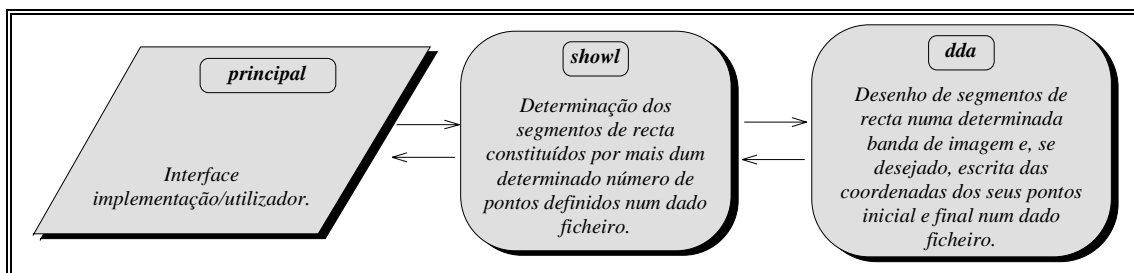 principal
Interface
implementação/utilizador.
showl
Determinação dos
segmentos de recta
constituídos por mais dum
determinado número de
pontos definidos num dado
ficheiro.
dda
Desenho de segmentos de
recta numa determinada
banda de imagem e, se
desejado, escrita das
coordenadas dos seus pontos
inicial e final num dado
ficheiro.